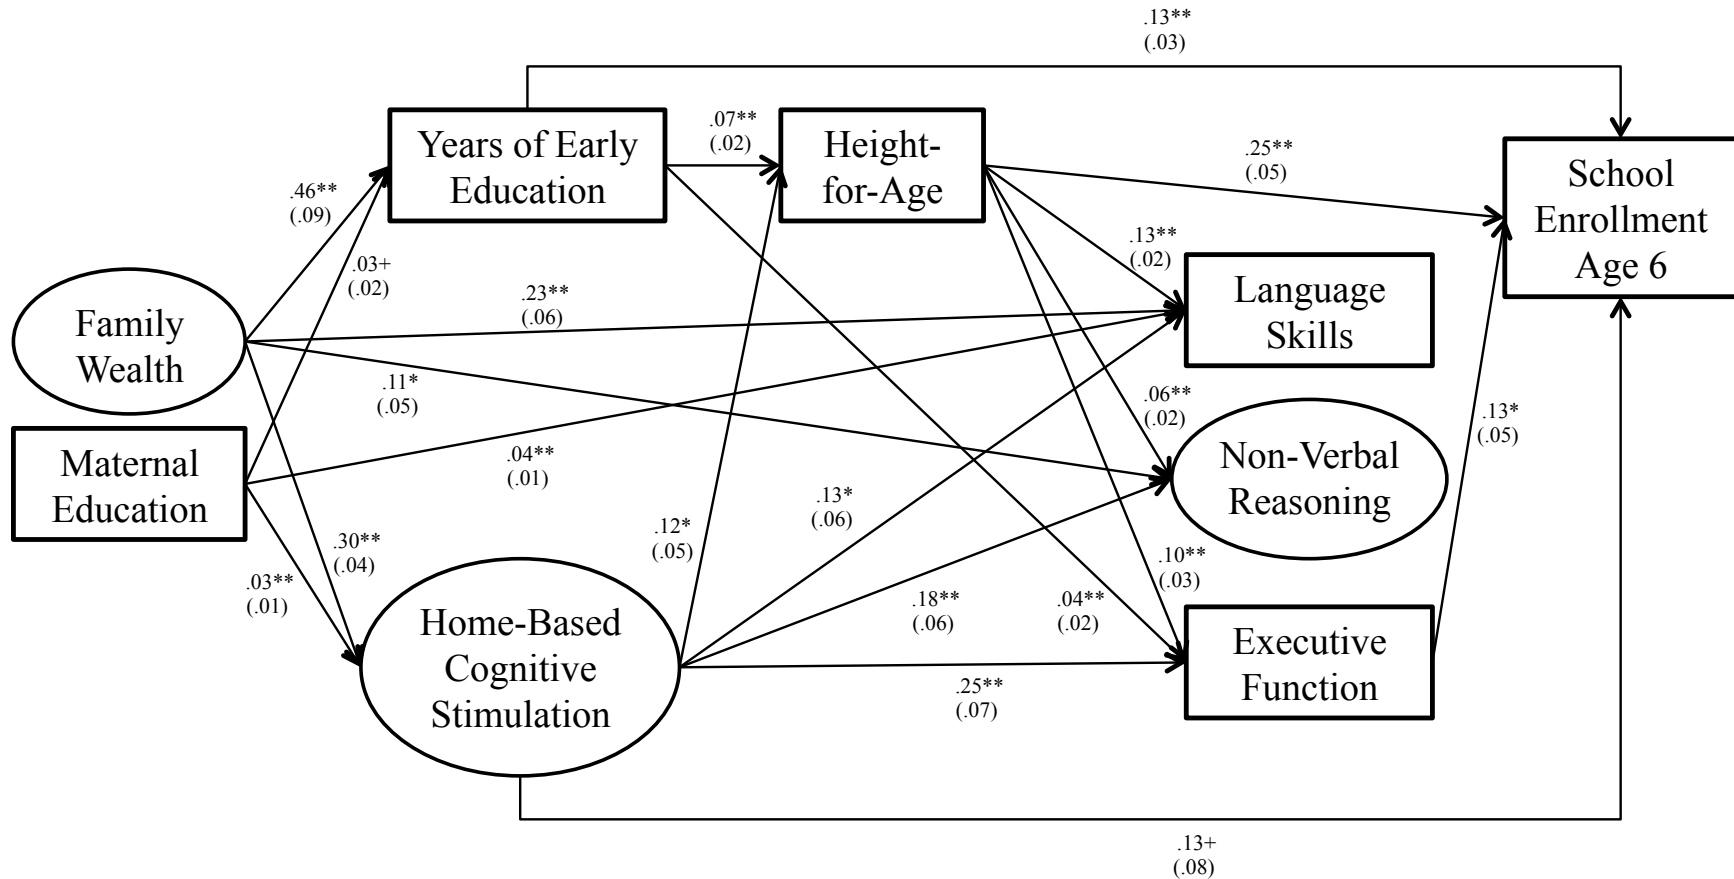 .13**
(.03)
Years of Early
Education
.07**
(.02)
Height-
for-Age
.25**
(.05)
School
Enrollment
Age 6
.46**
(.09)
.03+
(.02)
.13**
(.02)
Language
Skills
.23**
(.06)
Family
Wealth
.11*
(.05)
.06**
(.02)
.13*
(.05)
Non-Verbal
Reasoning
Maternal
Education
.04**
(.01)
.13*
(.06)
.12*
(.05)
.30**
(.04)
.03**
(.01)
.10**
(.03)
.18**
(.06)
.04**
(.02)
Home-Based
Cognitive
Stimulation
Executive
Function
.25**
(.07)
.13+
(.08)